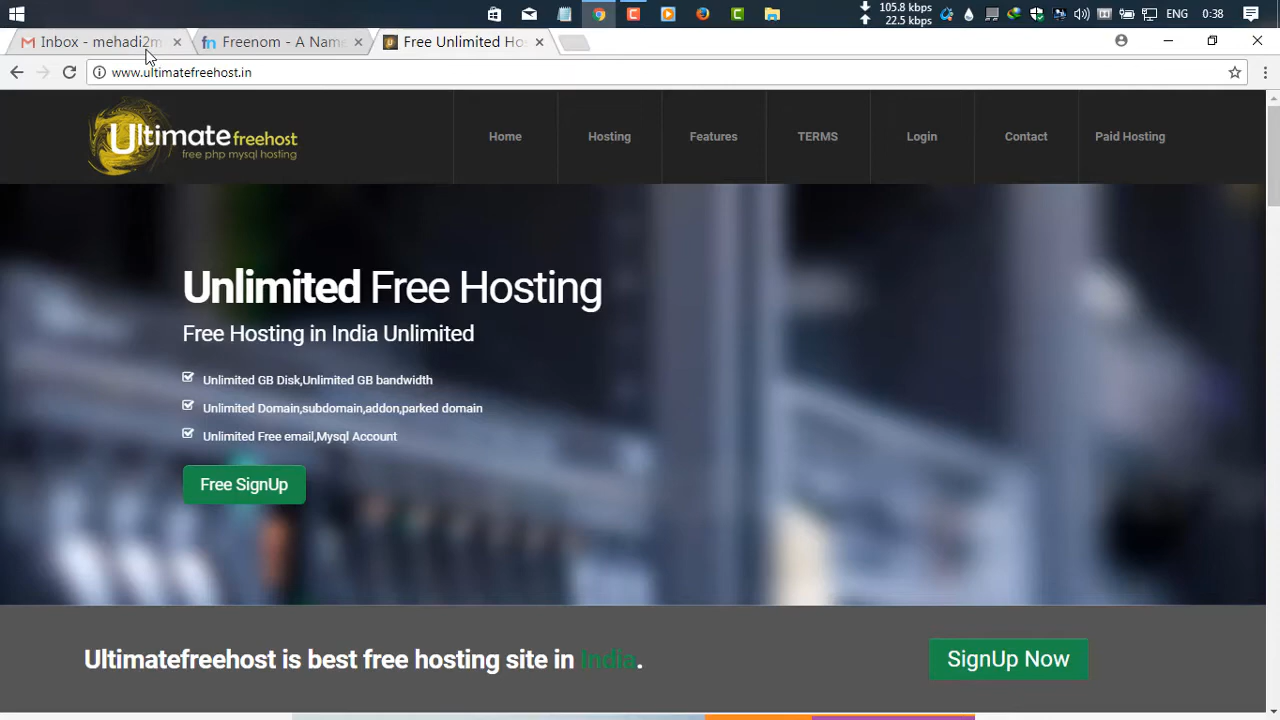 105.8 kbps
22.5 kbps
ENG
0:38
Inbox - mehadi2m
Freenom - A Name
Free Unlimited Hos
www.ultimatefreehost.in
Ultimate freehost
free php mysql hosting
Home
Hosting
Features
TERMS
Login
Contact
Paid Hosting
Unlimited Free Hosting
Free Hosting in India Unlimited
Unlimited GB Disk,Unlimited GB bandwidth
Unlimited Domain,subdomain,addon,parked domain
Unlimited Free email,Mysql Account
Free SignUp
Ultimatefreehost is best free hosting site in India.
SignUp Now